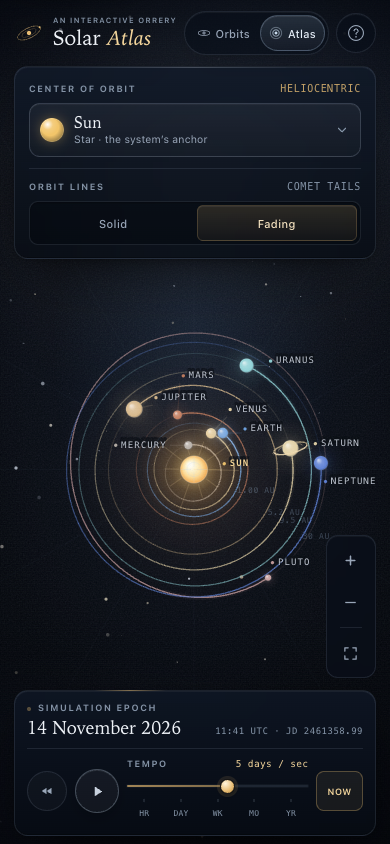 AN INTERACTIVE ORRERY
Solar Atlas
Orbits
Atlas
CENTER OF ORBIT
HELIOCENTRIC
Sun
Star · the system's anchor
ORBIT LINES
COMET TAILS
Solid
Fading
URANUS
MARS
JUPITER
VENUS
EARTH
SATURN
MERCURY
SUN
NEPTUNE
PLUTO
SIMULATION EPOCH
14 November 2026
11:41 UTC · JD 2461358.99
TEMPO
5 days / sec
HR
DAY
WK
MO
YR
NOW